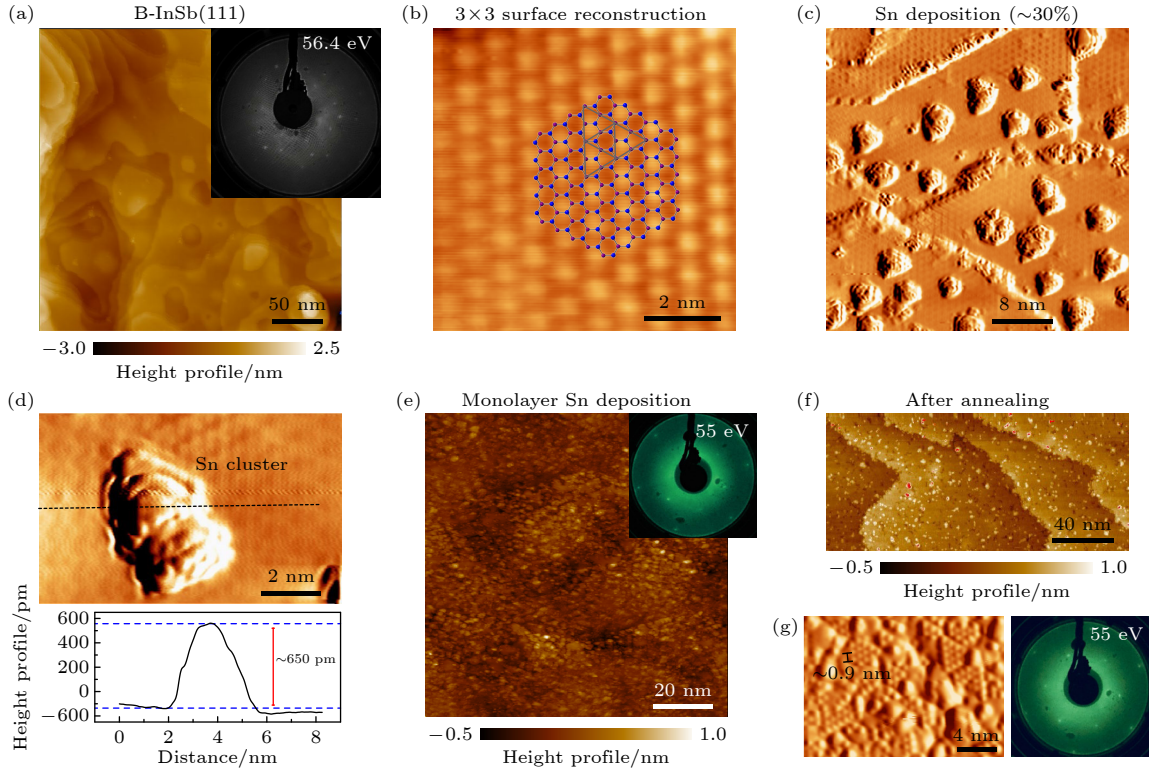 (a)
B-InSb(111)
56.4 eV
50 nm
−3.0
2.5
Height profile/nm
(b)
3×3 surface reconstruction
2 nm
(c)
Sn deposition (~30%)
8 nm
(d)
Sn cluster
2 nm
Height profile/pm
600
400
200
0
−600
~650 pm
0
2
4
6
8
Distance/nm
(e)
Monolayer Sn deposition
55 eV
20 nm
−0.5
1.0
Height profile/nm
(f)
After annealing
40 nm
−0.5
1.0
Height profile/nm
(g)
~0.9 nm
4 nm
55 eV